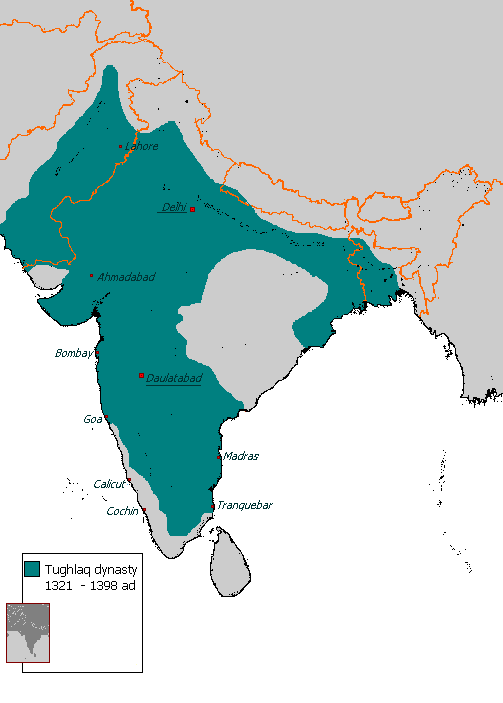 Lahore
Delhi
Ahmadabad
Bombay
Daulatabad
Goa
Madras
Calicut
Cochin
Tranquebar
Tughlaq dynasty
1321 - 1398 ad